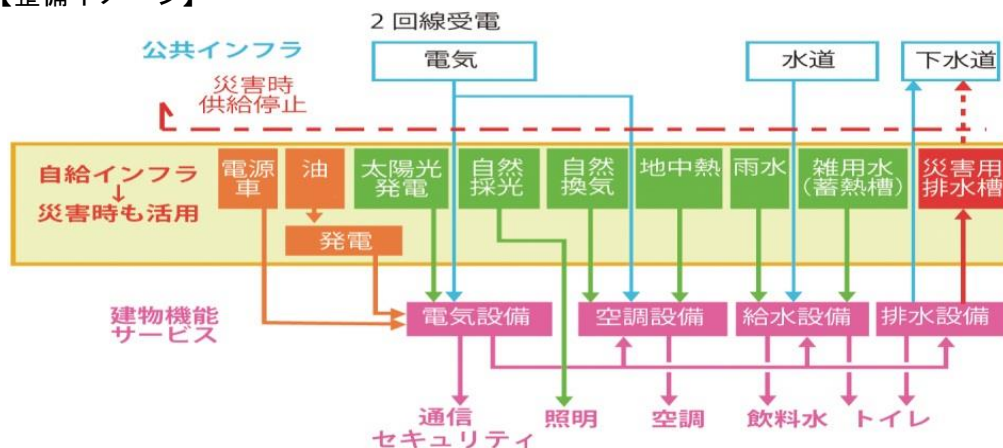 【整備イメージ】
2回線受電
公共インフラ
電気
水道
下水道
災害時
供給停止
自給インフラ
↓
災害時も活用
電源
車
油
太陽光
発電
自然
採光
自然
換気
地中熱
雨水
雑用水
(蓄熱槽)
災害用
排水槽
発電
建物機能
サービス
電気設備
空調設備
給水設備
排水設備
通信
セキュリティ
照明
空調
飲料水
トイレ